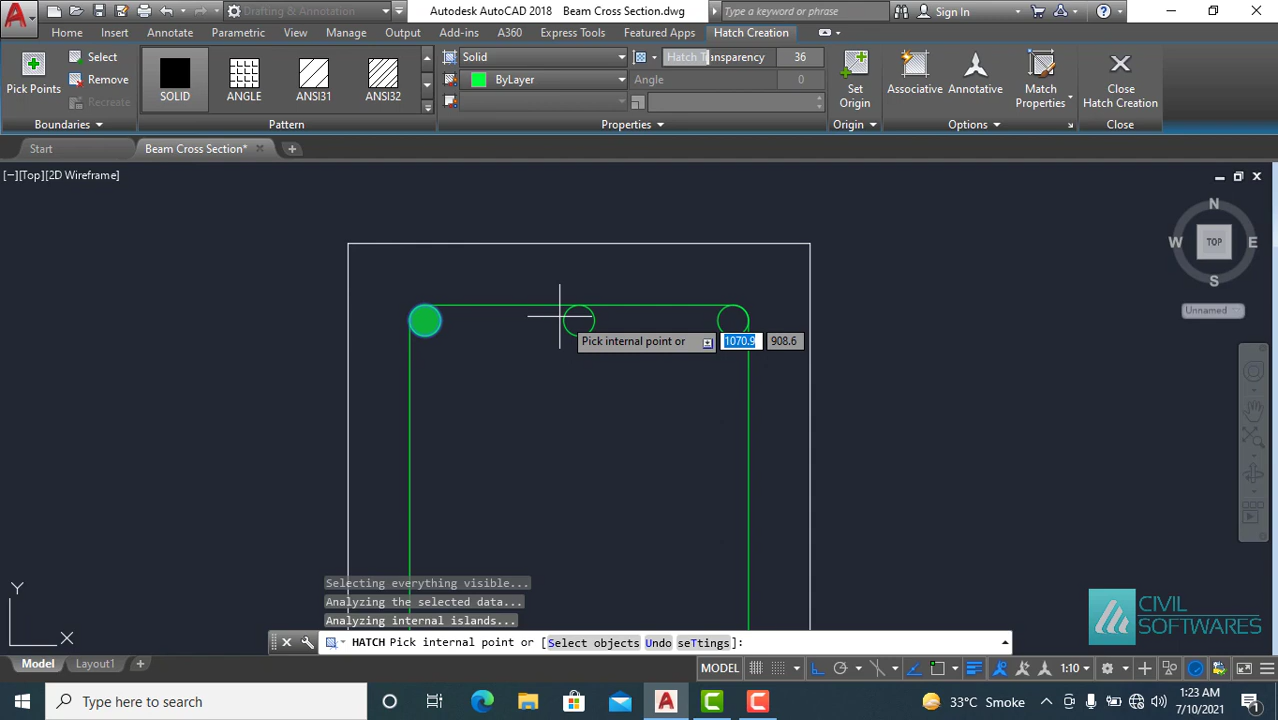 Drafting & Annotation
Autodesk AutoCAD 2018 Beam Cross Section.dwg
Type a keyword or phrase
Sign In
Home Insert Annotate Parametric View Manage Output Add-ins A360 Express Tools Featured Apps Hatch Creation
Pick Points
Select
Remove
Recreate
Boundaries
SOLID
ANGLE
ANSI31
ANSI32
Pattern
Solid
ByLayer
Hatch Transparency 36
Angle 0
Properties
Set
Origin
Origin
Associative
Annotative
Match
Properties
Options
Close
Hatch Creation
Close
Start Beam Cross Section*
[−][Top][2D Wireframe]
N
W TOP E
S
Unnamed
Pick internal point or 1070.9 908.6
Selecting everything visible...
Analyzing the selected data...
Analyzing internal islands...
Y
X
HATCH Pick internal point or [Select objects Undo seTtings]:
CIVIL
SOFTWARES
Model Layout1
MODEL
1:10
Type here to search
33°C Smoke
1:23 AM
7/10/2021
1